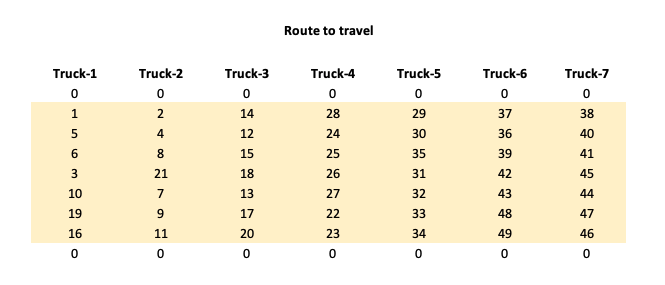 Route to travel
Truck-1 Truck-2 Truck-3 Truck-4 Truck-5 Truck-6 Truck-7
0 0 0 0 0 0 0
1 2 14 28 29 37 38
5 4 12 24 30 36 40
6 8 15 25 35 39 41
3 21 18 26 31 42 45
10 7 13 27 32 43 44
19 9 17 22 33 48 47
16 11 20 23 34 49 46
0 0 0 0 0 0 0